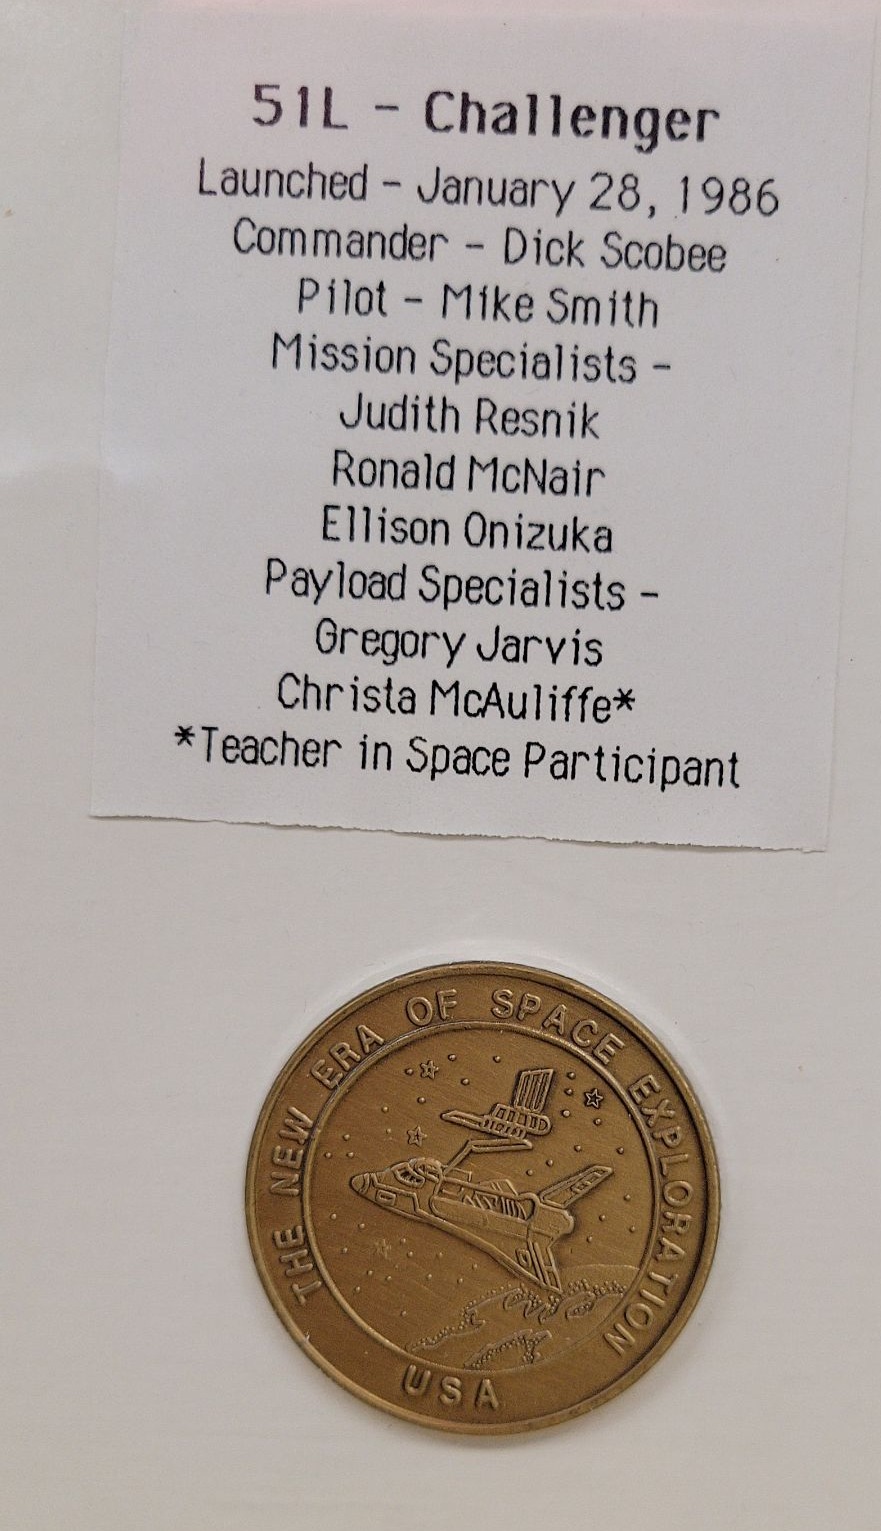 51L - Challenger
Launched - January 28, 1986
Commander - Dick Scobee
Pilot - Mike Smith
Mission Specialists -
Judith Resnik
Ronald McNair
Ellison Onizuka
Payload Specialists -
Gregory Jarvis
Christa McAuliffe*
*Teacher in Space Participant
THE NEW ERA OF SPACE EXPLORATION
USA